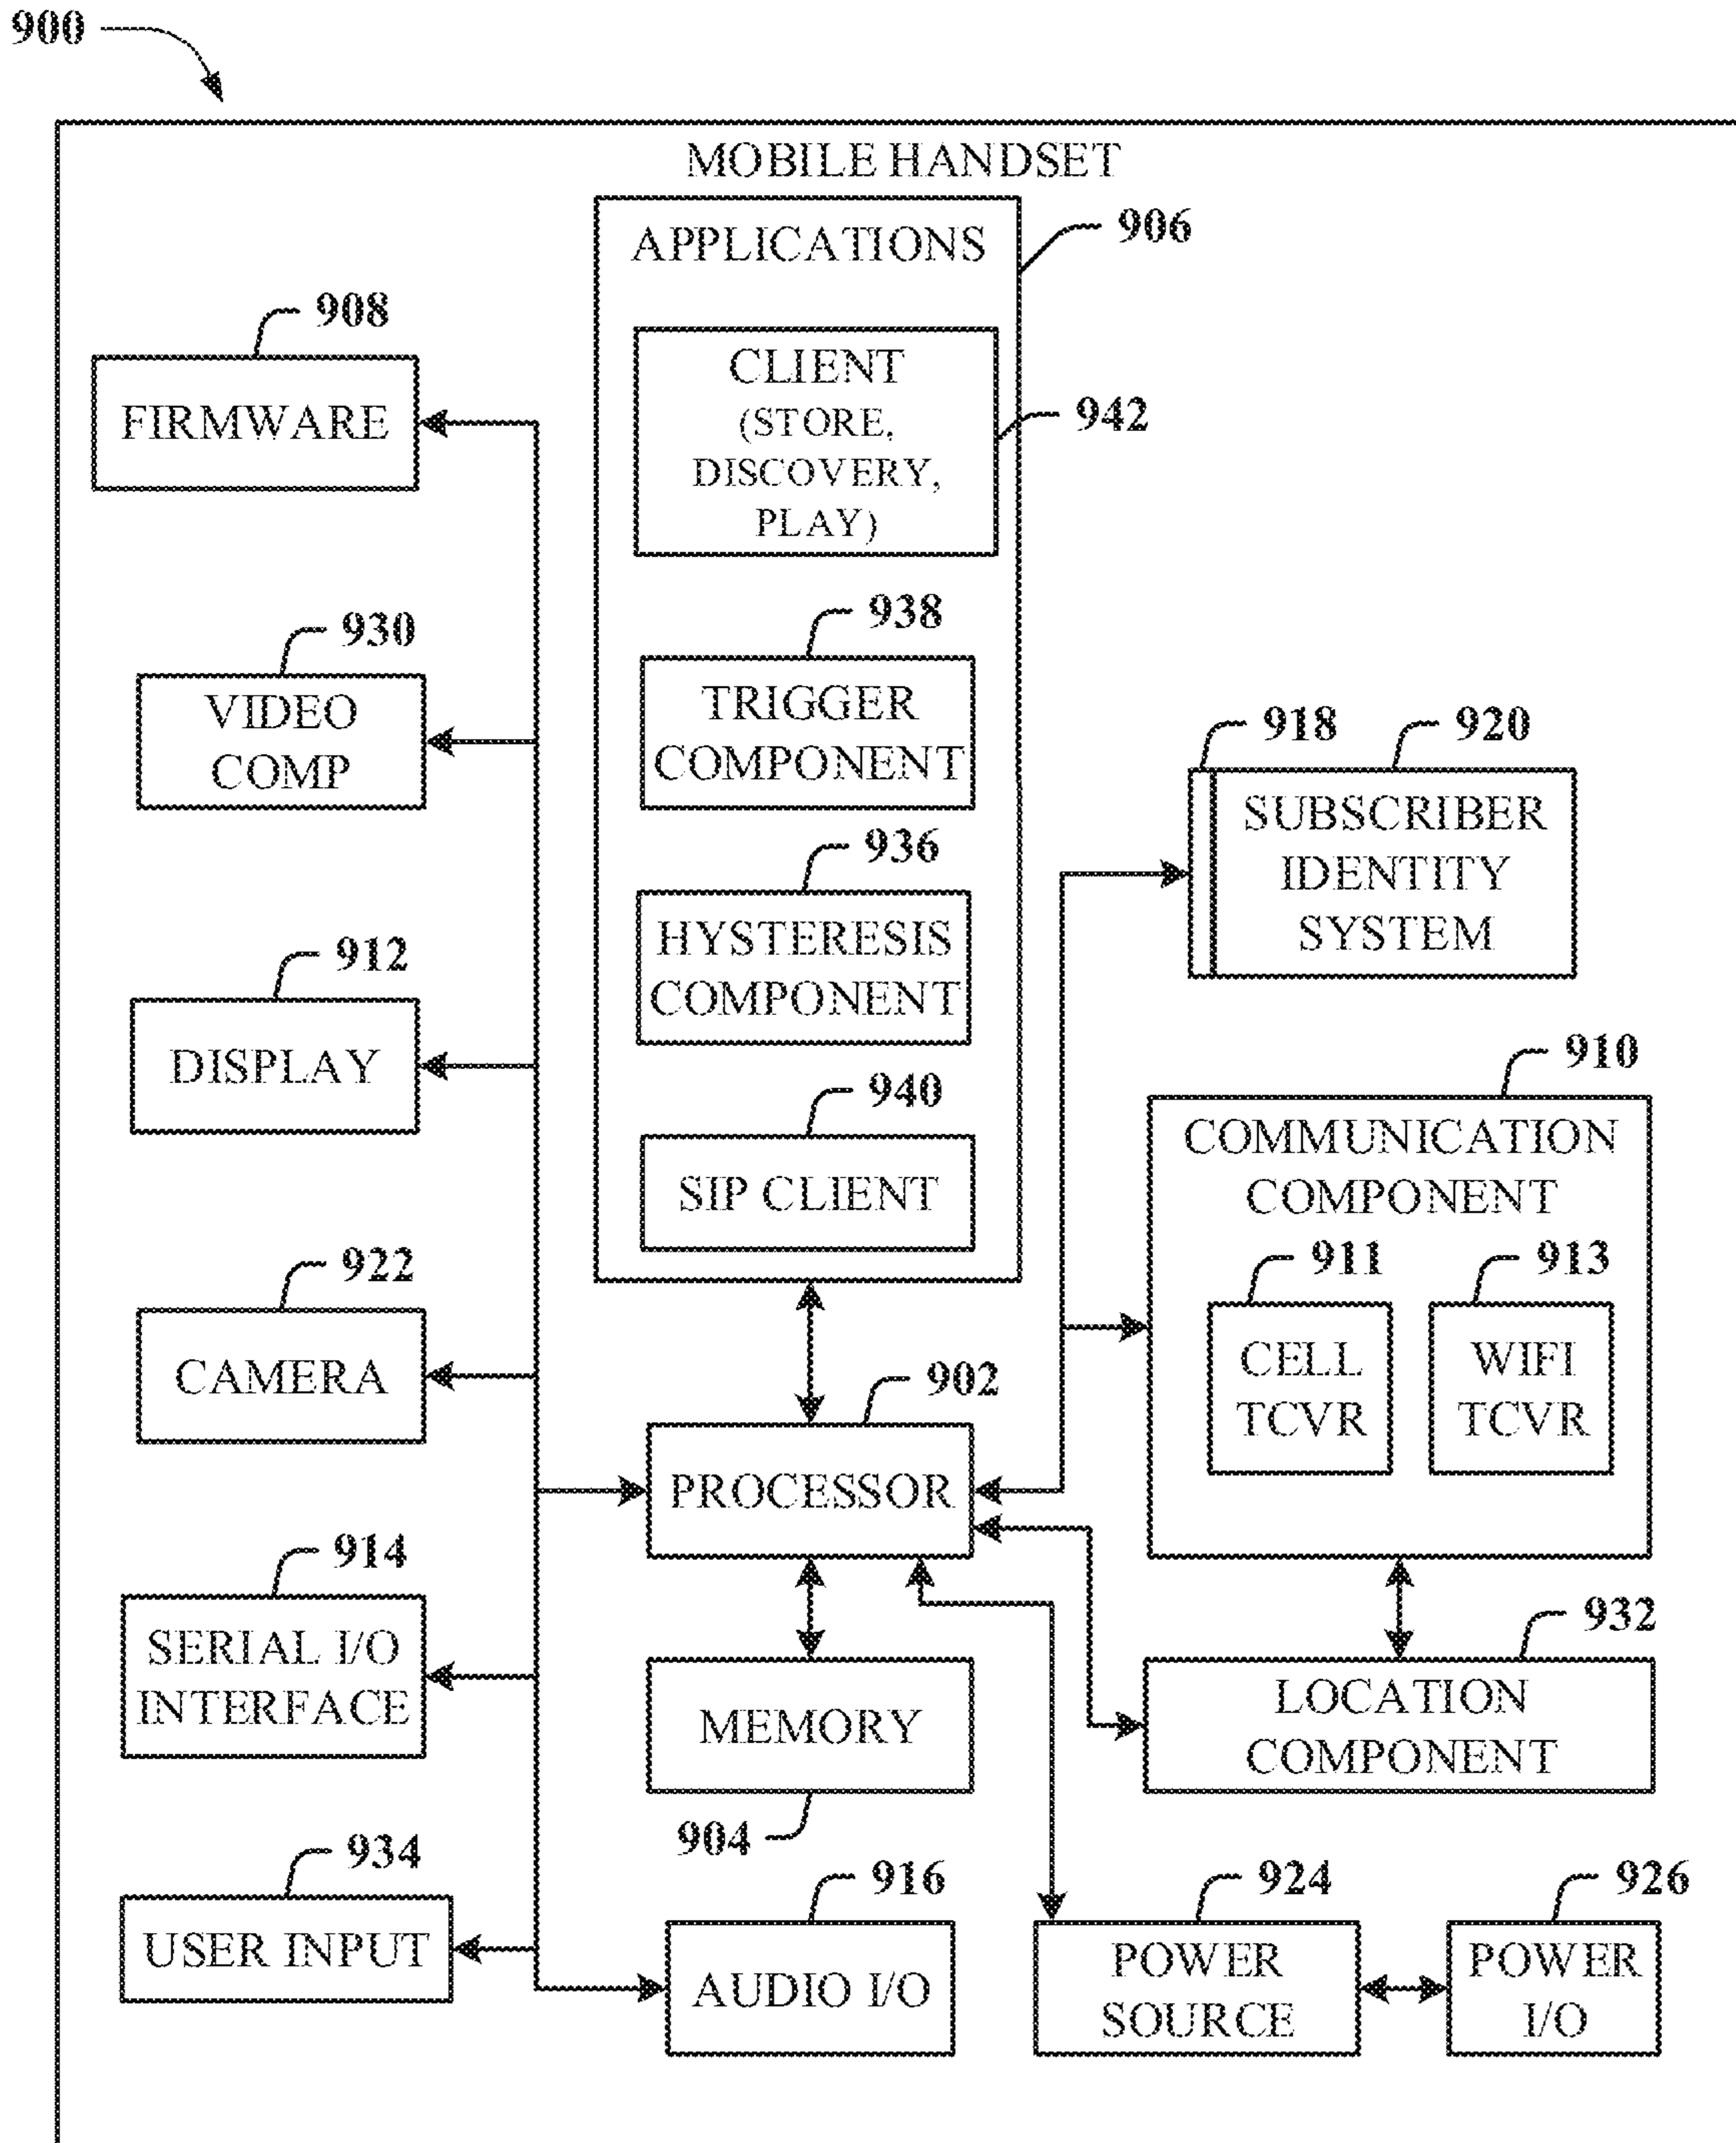 900
MOBILE HANDSET
APPLICATIONS
906
CLIENT
(STORE,
DISCOVERY,
PLAY)
942
938
TRIGGER
COMPONENT
936
HYSTERESIS
COMPONENT
940
SIP CLIENT
908
FIRMWARE
930
VIDEO
COMP
912
DISPLAY
922
CAMERA
914
SERIAL I/O
INTERFACE
934
USER INPUT
902
PROCESSOR
MEMORY
904
916
AUDIO I/O
918
920
SUBSCRIBER
IDENTITY
SYSTEM
910
COMMUNICATION
COMPONENT
911
CELL
TCVR
913
WIFI
TCVR
932
LOCATION
COMPONENT
924
POWER
SOURCE
926
POWER
I/O